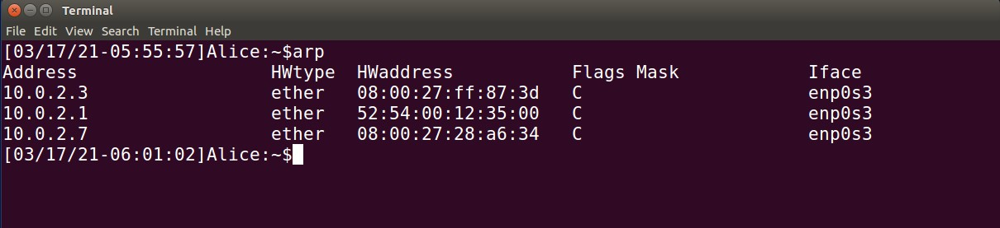 Terminal
File Edit View Search Terminal Help
[03/17/21-05:55:57]Alice:~$arp
Address HWtype HWaddress Flags Mask Iface
10.0.2.3 ether 08:00:27:ff:87:3d C enp0s3
10.0.2.1 ether 52:54:00:12:35:00 C enp0s3
10.0.2.7 ether 08:00:27:28:a6:34 C enp0s3
[03/17/21-06:01:02]Alice:~$